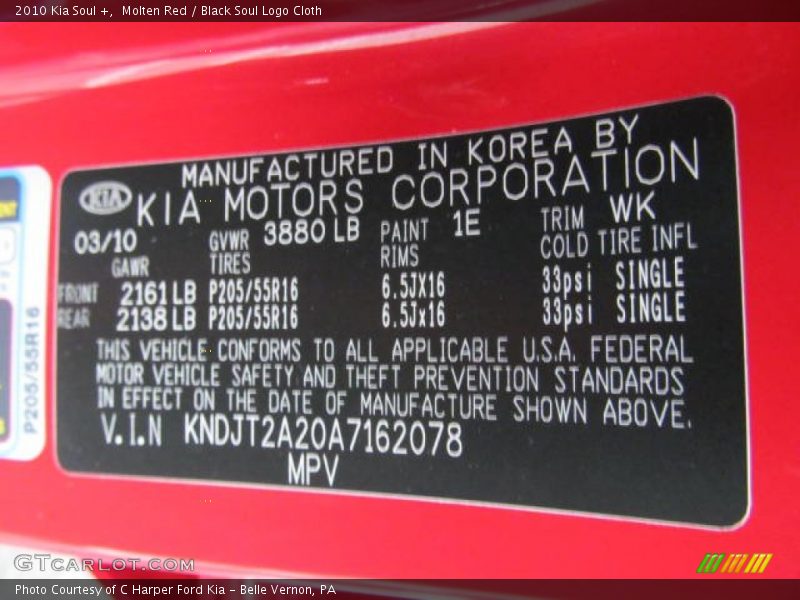 2010 Kia Soul +,  Molten Red / Black Soul Logo Cloth
MANUFACTURED IN KOREA BY
KIA KIA MOTORS CORPORATION
03/10 GVWR 3880 LB PAINT 1E TRIM WK
GAWR TIRES RIMS COLD TIRE INFL
FRONT 2161 LB P205/55R16 6.5JX16 33psi SINGLE
REAR 2138 LB P205/55R16 6.5Jx16 33psi SINGLE
THIS VEHICLE CONFORMS TO ALL APPLICABLE U.S.A. FEDERAL
MOTOR VEHICLE SAFETY AND THEFT PREVENTION STANDARDS
IN EFFECT ON THE DATE OF MANUFACTURE SHOWN ABOVE.
V.I.N KNDJT2A20A7162078
MPV
P205/55R16
GTCARLOT.COM
Photo Courtesy of C Harper Ford Kia - Belle Vernon, PA